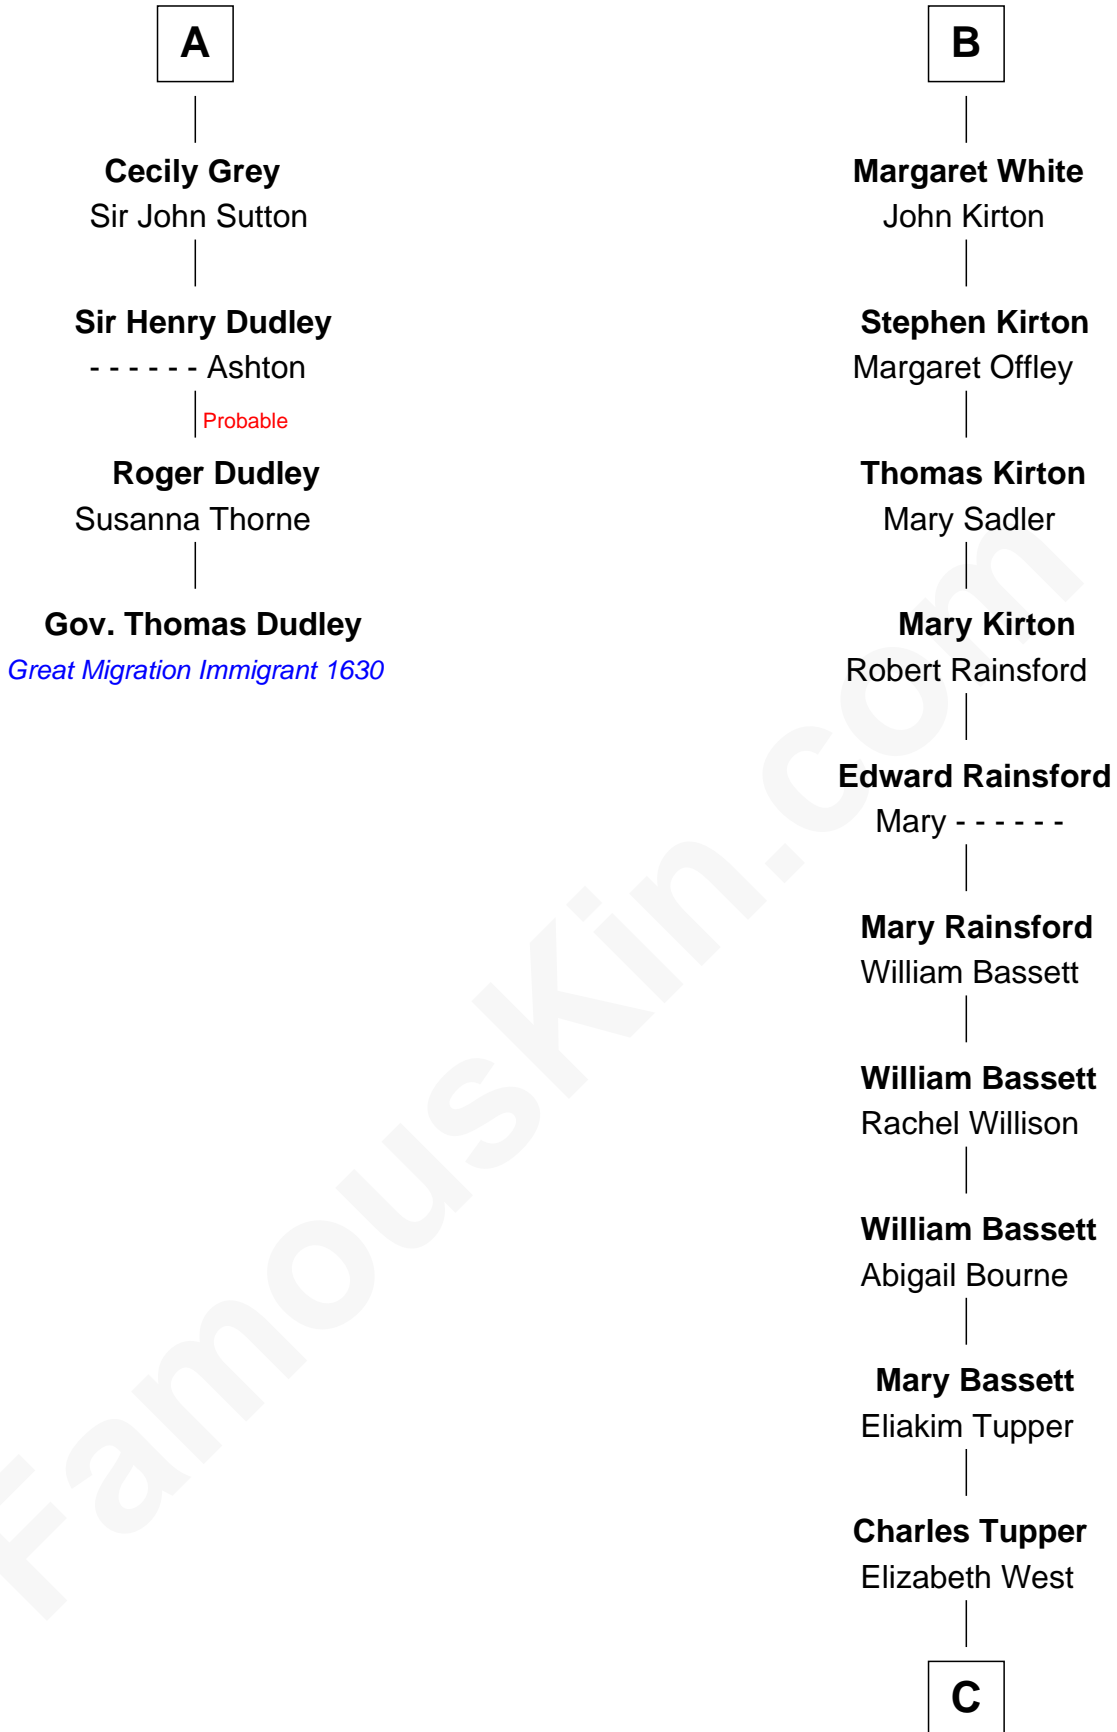 A
Cecily Grey
Sir John Sutton
Sir Henry Dudley
- - - - - - Ashton
Probable
Roger Dudley
Susanna Thorne
Gov. Thomas Dudley
Great Migration Immigrant 1630
B
Margaret White
John Kirton
Stephen Kirton
Margaret Offley
Thomas Kirton
Mary Sadler
Mary Kirton
Robert Rainsford
Edward Rainsford
Mary - - - - - -
Mary Rainsford
William Bassett
William Bassett
Rachel Willison
William Bassett
Abigail Bourne
Mary Bassett
Eliakim Tupper
Charles Tupper
Elizabeth West
C
FamousKin.com